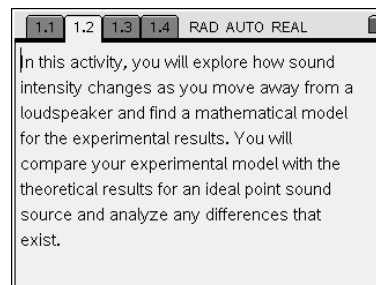 1.1 1.2 1.3 1.4 RAD AUTO REAL
In this activity, you will explore how sound
intensity changes as you move away from a
loudspeaker and find a mathematical model
for the experimental results. You will
compare your experimental model with the
theoretical results for an ideal point sound
source and analyze any differences that
exist.